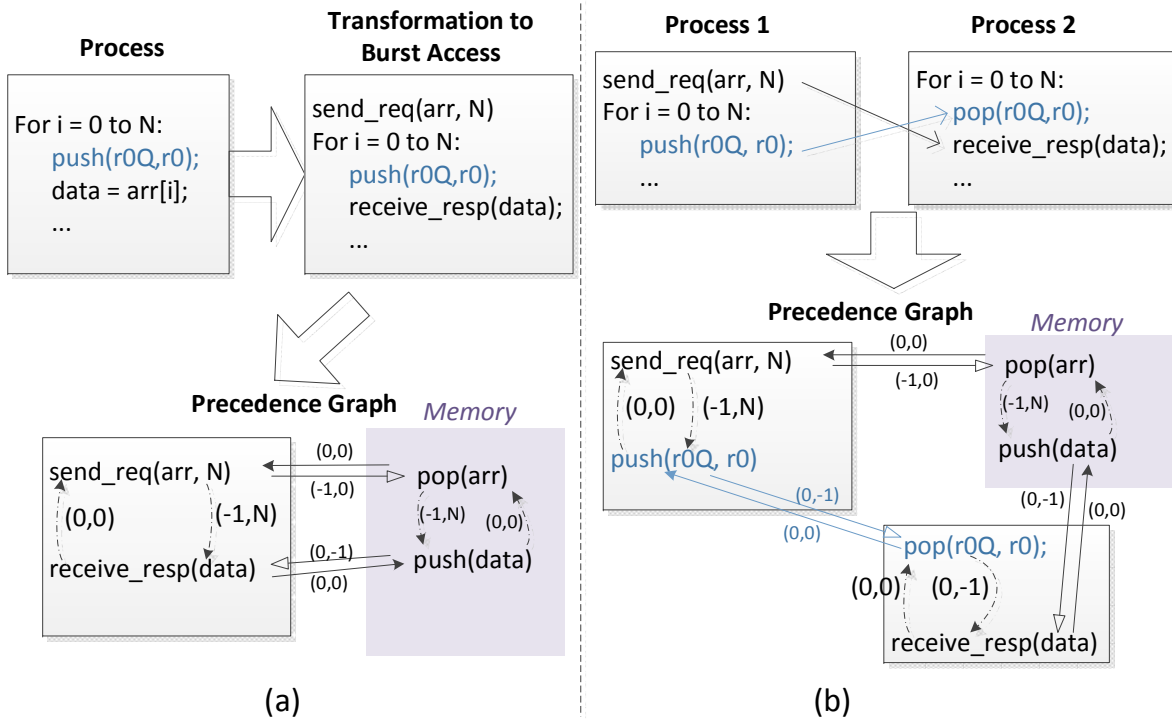 Process
For i = 0 to N:
push(r0Q,r0);
data = arr[i];
...
Transformation to
Burst Access
send_req(arr, N)
For i = 0 to N:
push(r0Q,r0);
receive_resp(data);
...
Precedence Graph
Memory
send_req(arr, N)
(0,0)
(-1,0)
pop(arr)
(0,0)
(-1,N)
(-1,N)
(0,0)
receive_resp(data)
(0,-1)
(0,0)
push(data)
(a)
Process 1
send_req(arr, N)
For i = 0 to N:
push(r0Q, r0);
...
Process 2
For i = 0 to N:
pop(r0Q,r0);
receive_resp(data);
...
Precedence Graph
Memory
send_req(arr, N)
(0,0)
(-1,0)
pop(arr)
(0,0)
(-1,N)
(-1,N)
(0,0)
push(r0Q, r0)
push(data)
(0,-1)
(0,0)
(0,-1)
(0,0)
pop(r0Q, r0);
(0,0)
(0,-1)
receive_resp(data)
(b)